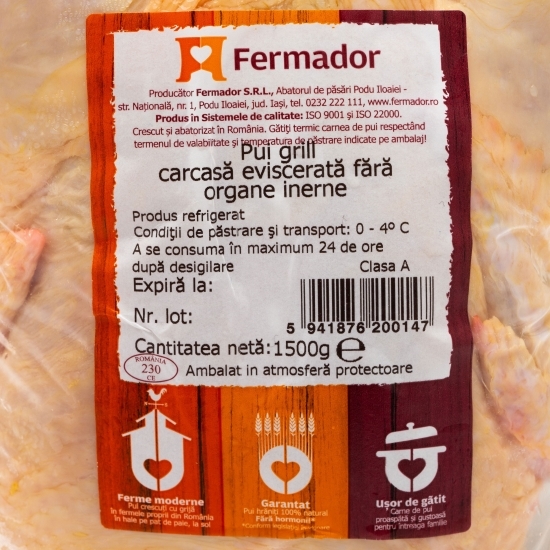 Fermador
Producător Fermador S.R.L., Abatorul de păsări Podu Iloaiei -
str. Națională, nr. 1, Podu Iloaiei, jud. Iași, tel. 0232 222 111, www.fermador.ro
Produs in Sistemele de calitate: ISO 9001 și ISO 22000.
Crescut și abatorizat în România. Gătiți termic carnea de pui respectând
termenul de valabilitate și temperatura de păstrare indicate pe ambalaj!
Pui grill
carcasă eviscerată fără
organe inerne
Produs refrigerat
Condiții de păstrare și transport: 0 - 4º C
A se consuma în maximum 24 de ore
după desigilare
Clasa A
Expiră la:
Nr. lot:
5 941876 200147
Cantitatea netă: 1500g e
ROMÂNIA
230
CE
Ambalat in atmosferă protectoare
Ferme moderne
Pui crescuți cu grijă
în fermele proprii din România
în hale pe pat de paie, la sol
Garantat
Pui hrăniți 100% natural
Fără hormoni!*
Ușor de gătit
Carne de pui
proaspătă și gustoasă
pentru întreaga familie